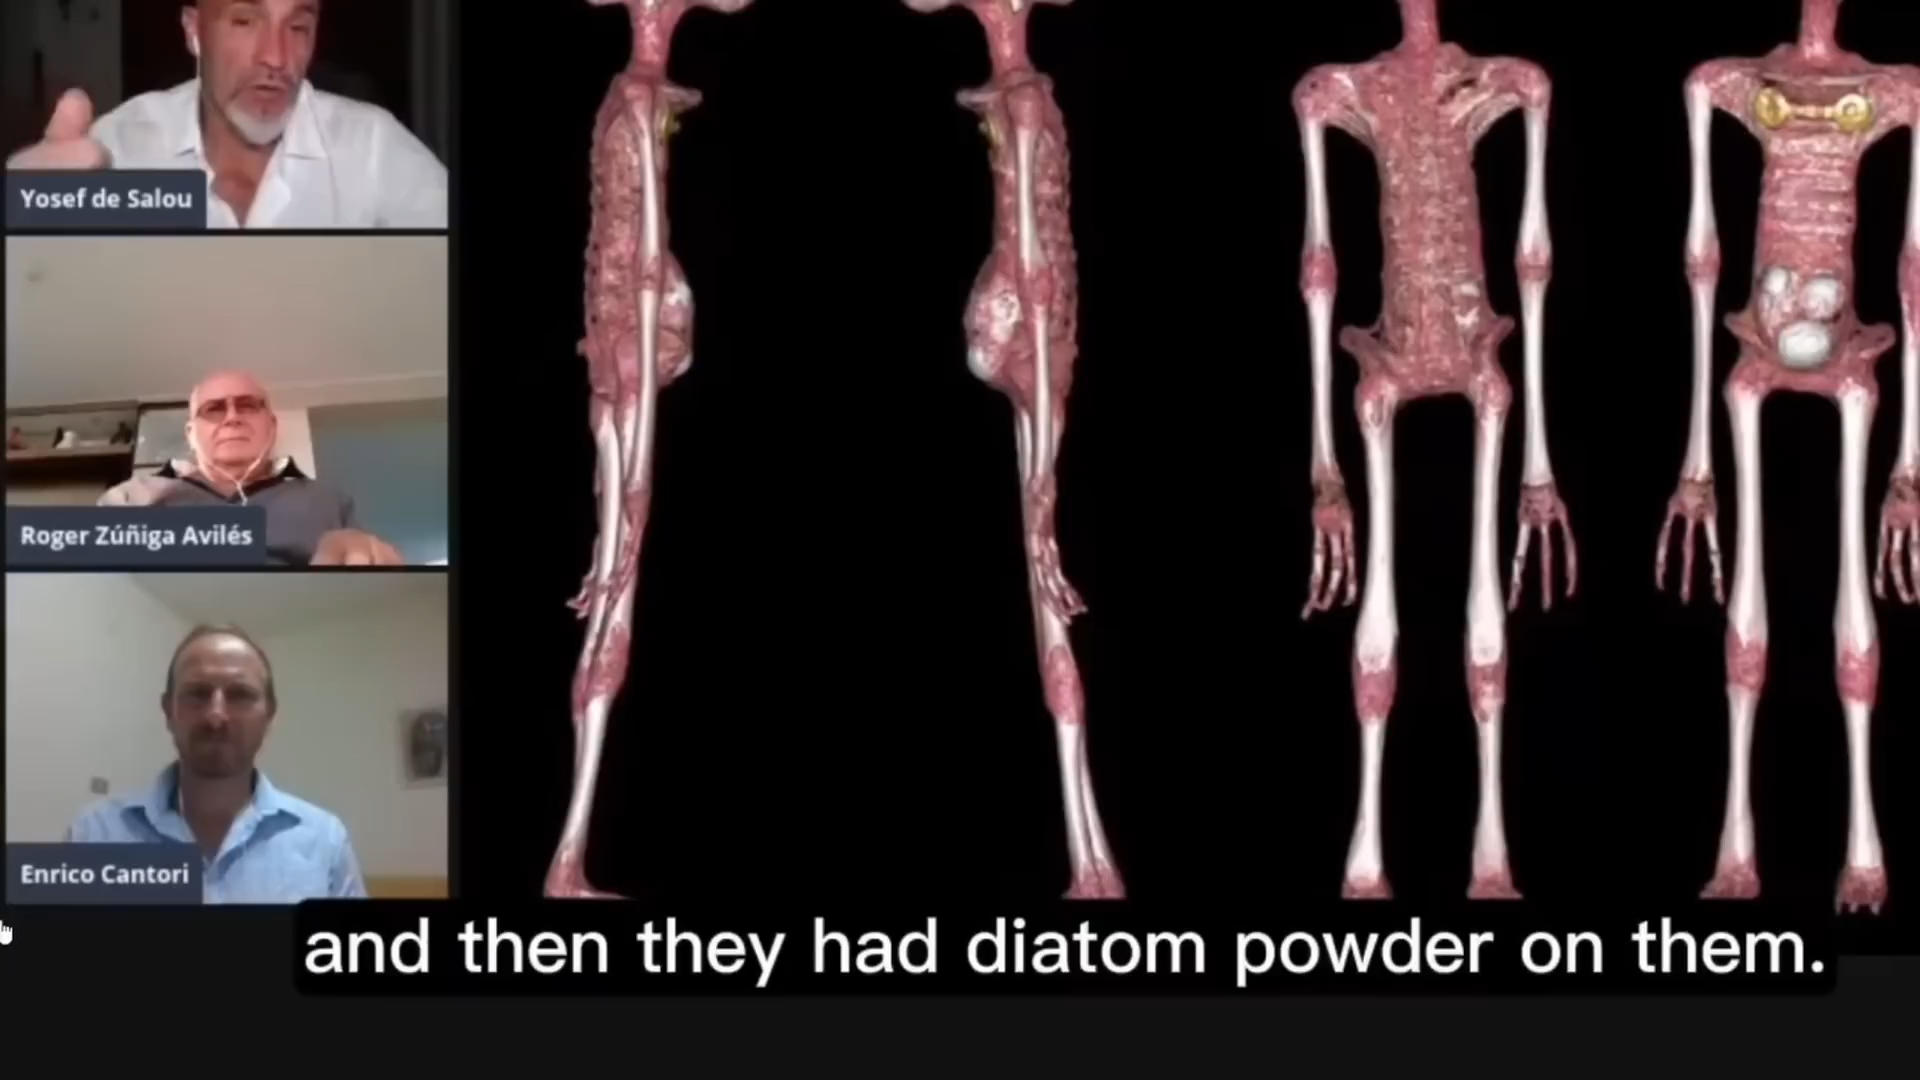 Yosef de Salou
Roger Zúñiga Avilés
Enrico Cantori
and then they had diatom powder on them.